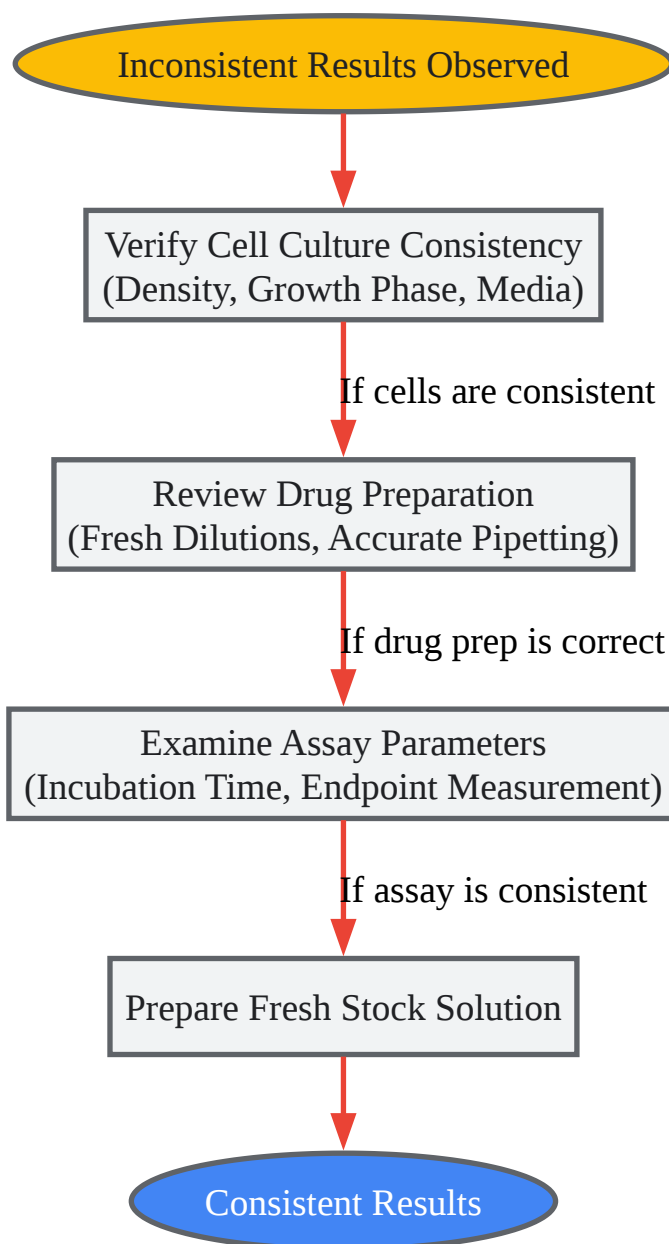 Inconsistent Results Observed
Verify Cell Culture Consistency
(Density, Growth Phase, Media)
If cells are consistent
Review Drug Preparation
(Fresh Dilutions, Accurate Pipetting)
If drug prep is correct
Examine Assay Parameters
(Incubation Time, Endpoint Measurement)
If assay is consistent
Prepare Fresh Stock Solution
Consistent Results